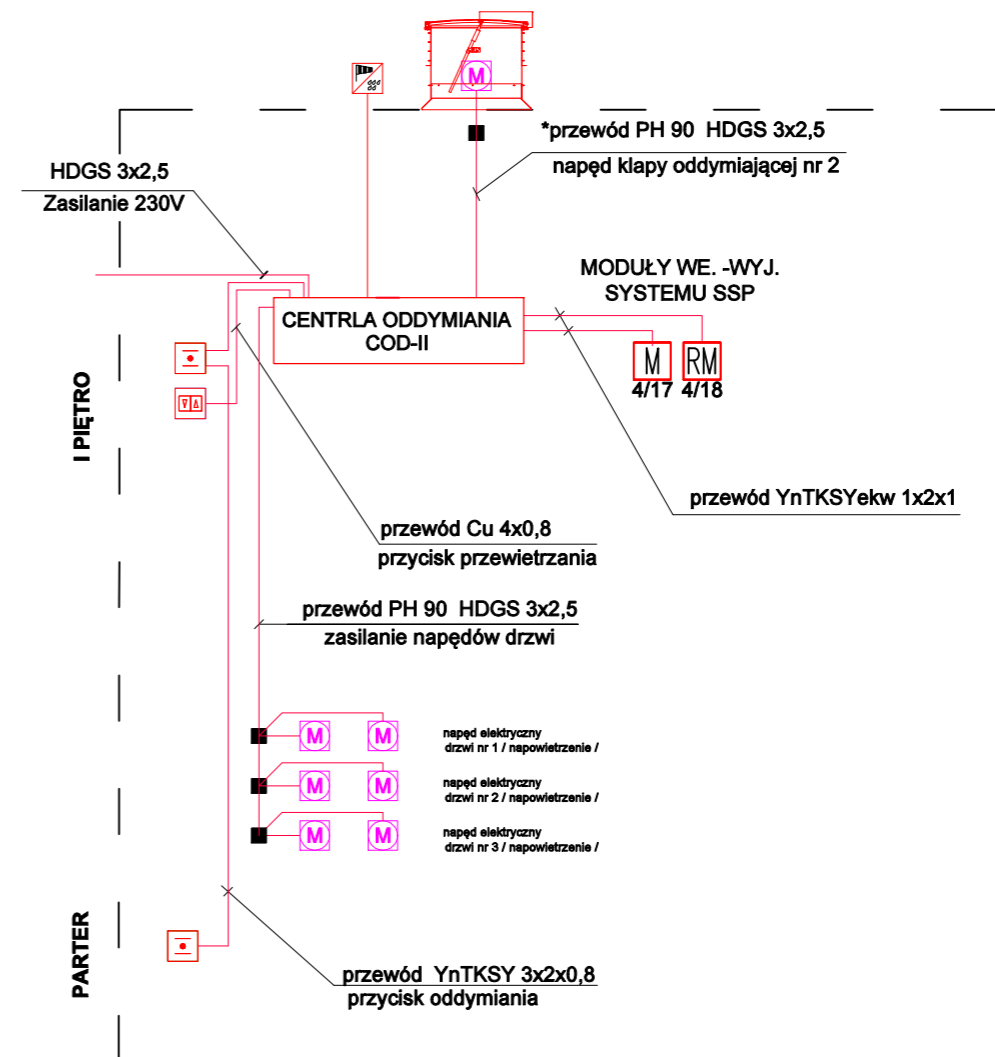 M
*przewód PH 90 HDGS 3x2,5
napęd klapy oddymiającej nr 2
HDGS 3x2,5
Zasilanie 230V
MODUŁY WE. -WYJ.
SYSTEMU SSP
CENTRLA ODDYMIANIA
COD-II
M RM
4/17 4/18
I PIĘTRO
przewód YnTKSYekw 1x2x1
przewód Cu 4x0,8
przycisk przewietrzania
przewód PH 90 HDGS 3x2,5
zasilanie napędów drzwi
M M
napęd elektryczny
drzwi nr 1 / napowietrzenie /
M M
napęd elektryczny
drzwi nr 2 / napowietrzenie /
M M
napęd elektryczny
drzwi nr 3 / napowietrzenie /
PARTER
przewód YnTKSY 3x2x0,8
przycisk oddymiania